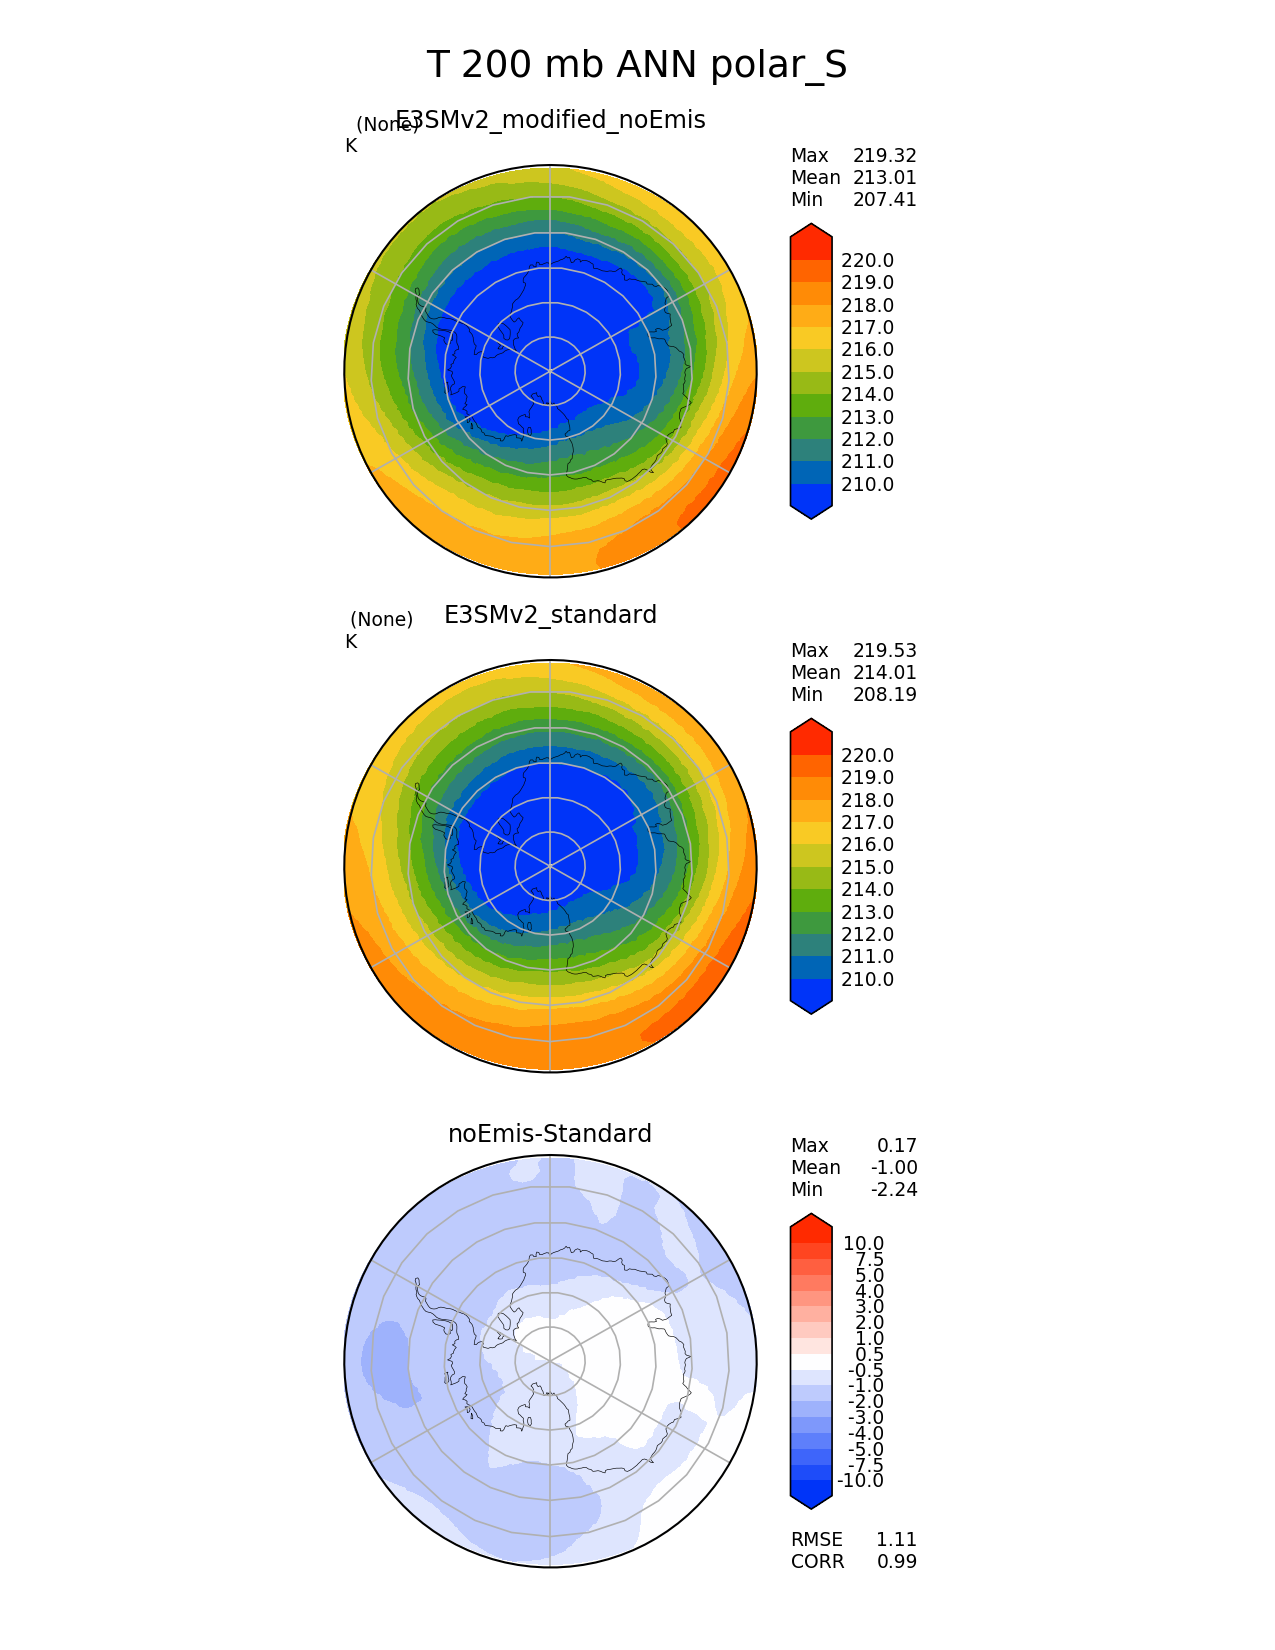 T 200 mb ANN polar_S
E3SMv2_modified_noEmis
(None)
K
Max 219.32
Mean 213.01
Min 207.41
220.0
219.0
218.0
217.0
216.0
215.0
214.0
213.0
212.0
211.0
210.0
E3SMv2_standard
(None)
K
Max 219.53
Mean 214.01
Min 208.19
220.0
219.0
218.0
217.0
216.0
215.0
214.0
213.0
212.0
211.0
210.0
noEmis-Standard
Max 0.17
Mean -1.00
Min -2.24
10.0
7.5
5.0
4.0
3.0
2.0
1.0
0.5
-0.5
-1.0
-2.0
-3.0
-4.0
-5.0
-7.5
-10.0
RMSE 1.11
CORR 0.99